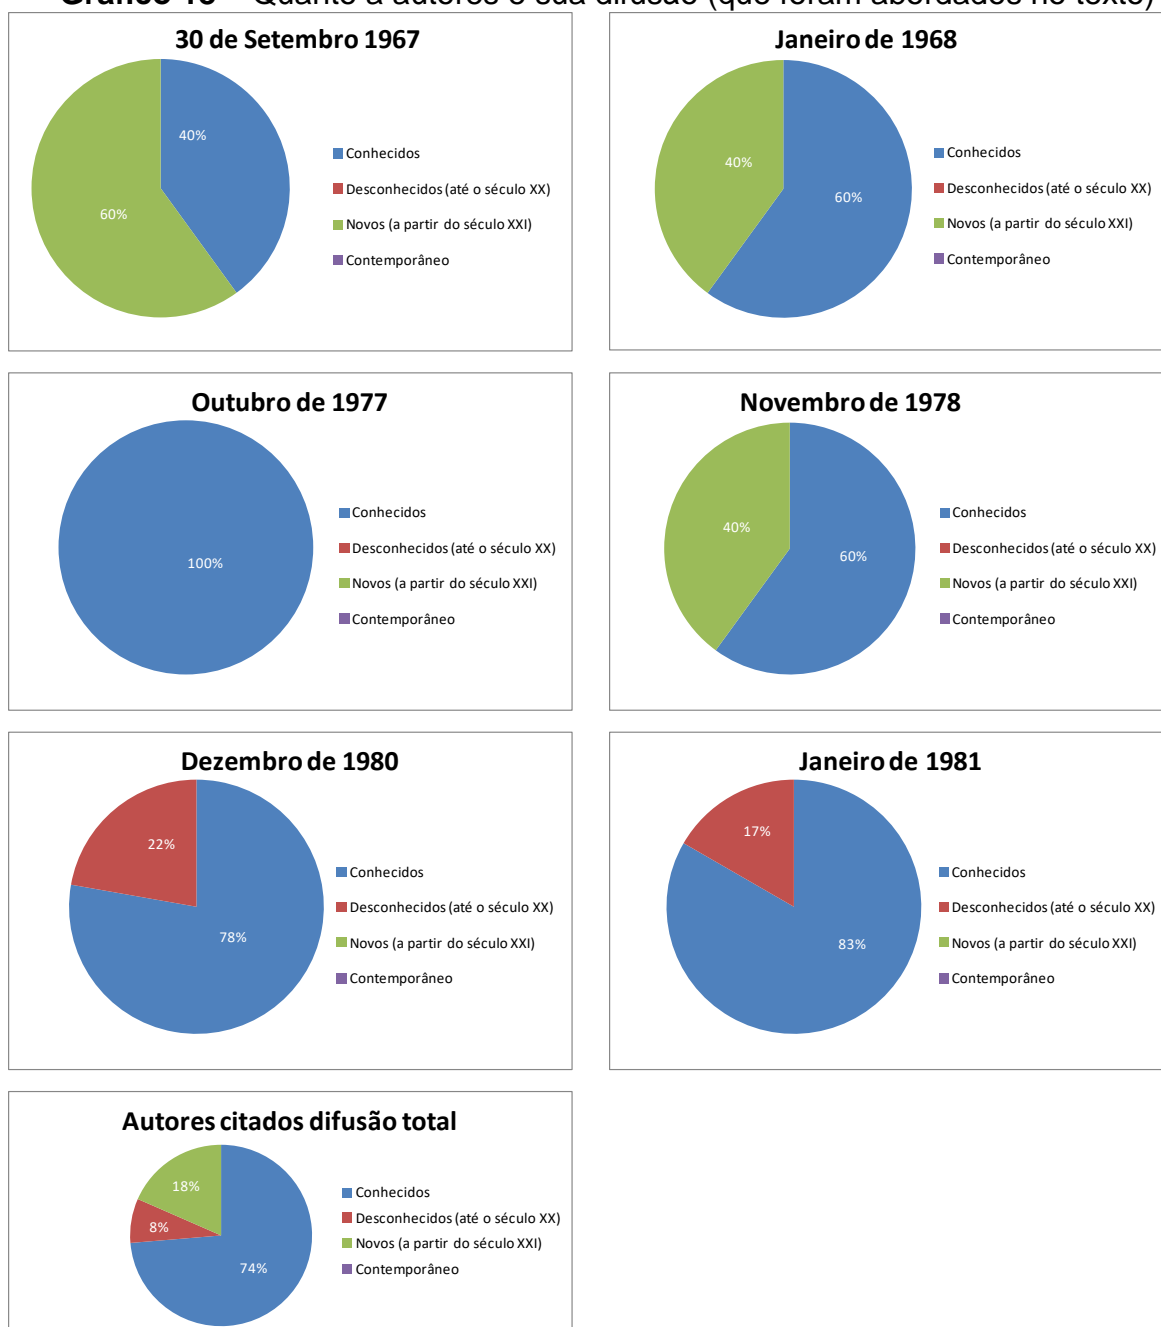 30 de Setembro 1967
40%
60%
Conhecidos
Desconhecidos (até o século XX)
Novos (a partir do século XXI)
Contemporâneo
Janeiro de 1968
40%
60%
Conhecidos
Desconhecidos (até o século XX)
Novos (a partir do século XXI)
Contemporâneo
Outubro de 1977
100%
Conhecidos
Desconhecidos (até o século XX)
Novos (a partir do século XXI)
Contemporâneo
Novembro de 1978
40%
60%
Conhecidos
Desconhecidos (até o século XX)
Novos (a partir do século XXI)
Contemporâneo
Dezembro de 1980
22%
78%
Conhecidos
Desconhecidos (até o século XX)
Novos (a partir do século XXI)
Contemporâneo
Janeiro de 1981
17%
83%
Conhecidos
Desconhecidos (até o século XX)
Novos (a partir do século XXI)
Contemporâneo
Autores citados difusão total
18%
8%
74%
Conhecidos
Desconhecidos (até o século XX)
Novos (a partir do século XXI)
Contemporâneo